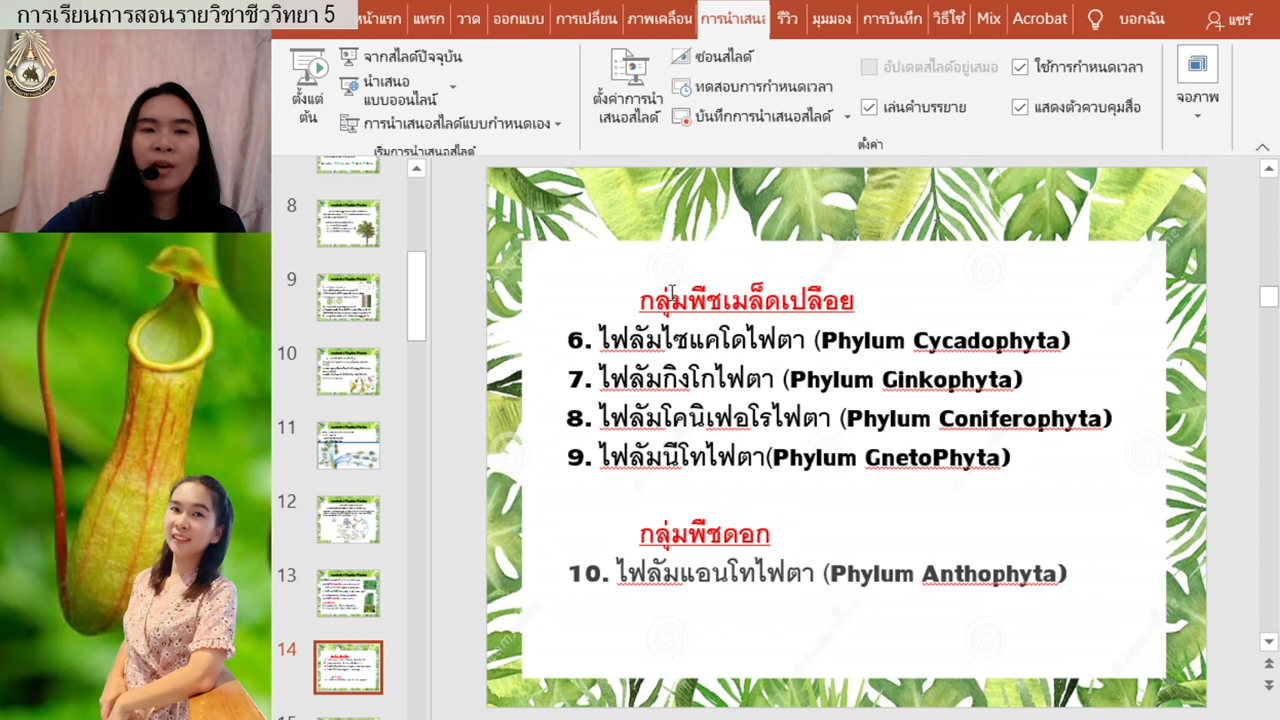 การเรียนการสอนรายวิชาชีววิทยา 5
หน้าแรก แทรก วาด ออกแบบ การเปลี่ยน ภาพเคลื่อน การนำเสนอ รีวิว มุมมอง การบันทึก วิธีใช้ Mix Acrobat บอกฉัน แชร์
ตั้งแต่
ต้น
จากสไลด์ปัจจุบัน
นำเสนอ
แบบออนไลน์
การนำเสนอสไลด์แบบกำหนดเอง
เริ่มการนำเสนอสไลด์
ตั้งค่าการนำ
เสนอสไลด์
ซ่อนสไลด์
ทดสอบการกำหนดเวลา
บันทึกการนำเสนอสไลด์
อัปเดตสไลด์อยู่เสมอ
เล่นคำบรรยาย
ใช้การกำหนดเวลา
แสดงตัวควบคุมสื่อ
ตั้งค่า
จอภาพ
8
9
10
11
12
13
14
กลุ่มพืชเมล็ดเปลือย
6. ไฟลัมไซแคโดไฟตา (Phylum Cycadophyta)
7. ไฟลัมกิงโกไฟตา (Phylum Ginkophyta)
8. ไฟลัมโคนิเฟอโรไฟตา (Phylum Coniferophyta)
9. ไฟลัมนีโทไฟตา(Phylum GnetoPhyta)
กลุ่มพืชดอก
10. ไฟลัมแอนโทไฟตา (Phylum Anthophyta)